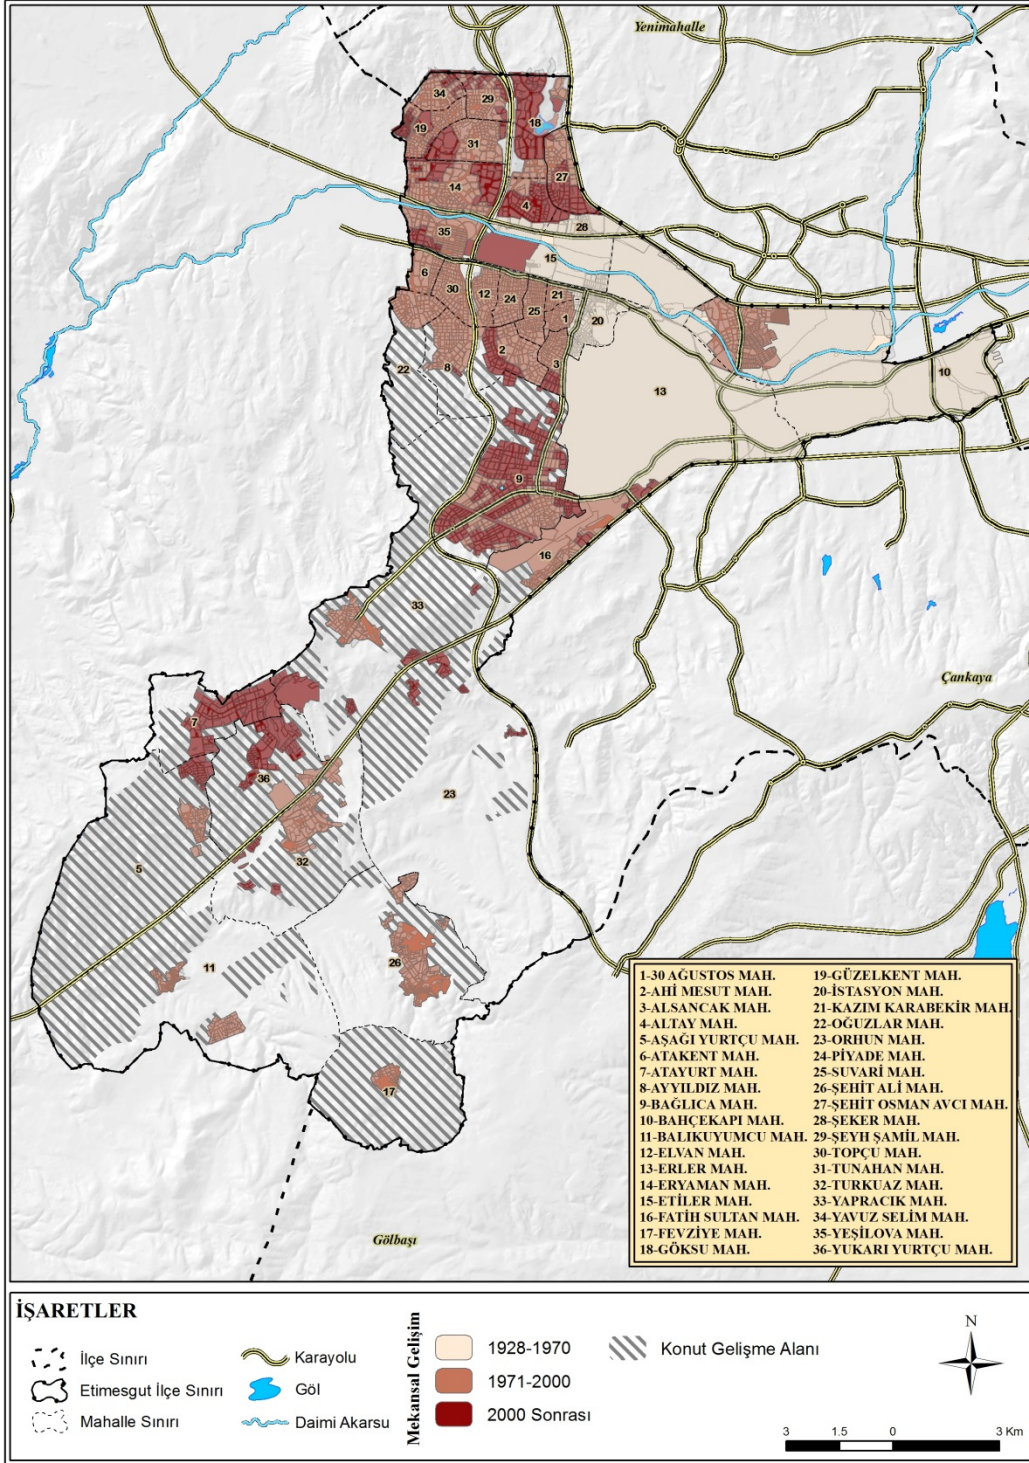 Yenimahalle
34
29
19
18
31
27
14
4
28
35
15
6
30
12
24
21
25
1
20
2
3
22
8
13
10
9
16
33
Çankaya
7
36
23
32
5
11
26
17
Gölbaşı
1-30 AĞUSTOS MAH.
2-AHİ MESUT MAH.
3-ALSANCAK MAH.
4-ALTAY MAH.
5-AŞAĞI YURTÇU MAH.
6-ATAKENT MAH.
7-ATAYURT MAH.
8-AYYILDIZ MAH.
9-BAĞLICA MAH.
10-BAHÇEKAPI MAH.
11-BALIKUYUMCU MAH.
12-ELVAN MAH.
13-ERLER MAH.
14-ERYAMAN MAH.
15-ETİLER MAH.
16-FATİH SULTAN MAH.
17-FEVZİYE MAH.
18-GÖKSU MAH.
19-GÜZELKENT MAH.
20-İSTASYON MAH.
21-KAZIM KARABEKİR MAH.
22-OĞUZLAR MAH.
23-ORHUN MAH.
24-PİYADE MAH.
25-SUVARİ MAH.
26-ŞEHİT ALİ MAH.
27-ŞEHİT OSMAN AVCI MAH.
28-ŞEKER MAH.
29-ŞEYH ŞAMİL MAH.
30-TOPÇU MAH.
31-TUNAHAN MAH.
32-TURKUAZ MAH.
33-YAPRACIK MAH.
34-YAVUZ SELİM MAH.
35-YEŞİLOVA MAH.
36-YUKARI YURTÇU MAH.
İŞARETLER
İlçe Sınırı
Etimesgut İlçe Sınırı
Mahalle Sınırı
Karayolu
Göl
Daimi Akarsu
Mekansal Gelişim
1928-1970
1971-2000
2000 Sonrası
Konut Gelişme Alanı
N
3 1.5 0 3 Km